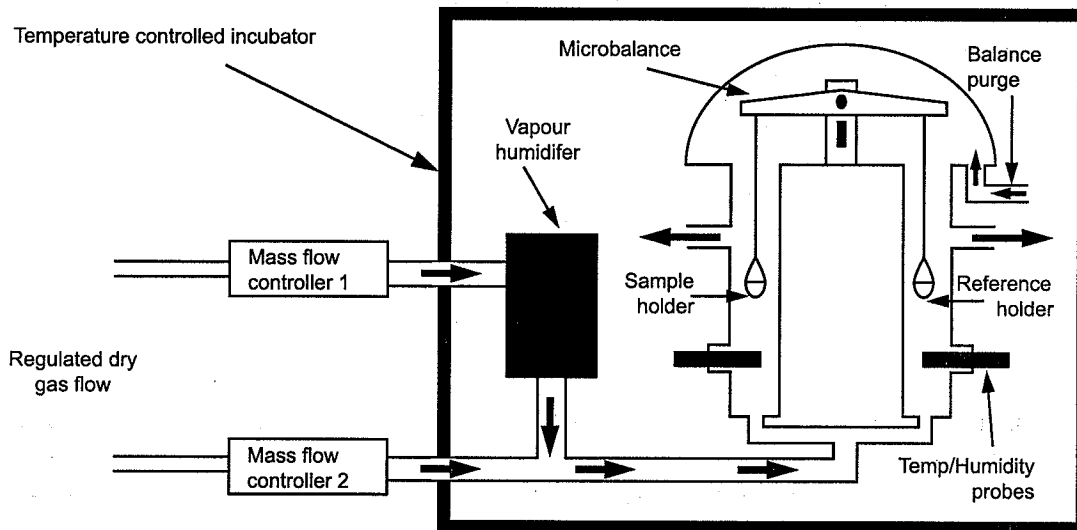 Temperature controlled incubator
Microbalance
Balance
purge
Vapour
humidifer
Mass flow
controller 1
Sample
holder
Reference
holder
Regulated dry
gas flow
Mass flow
controller 2
Temp/Humidity
probes